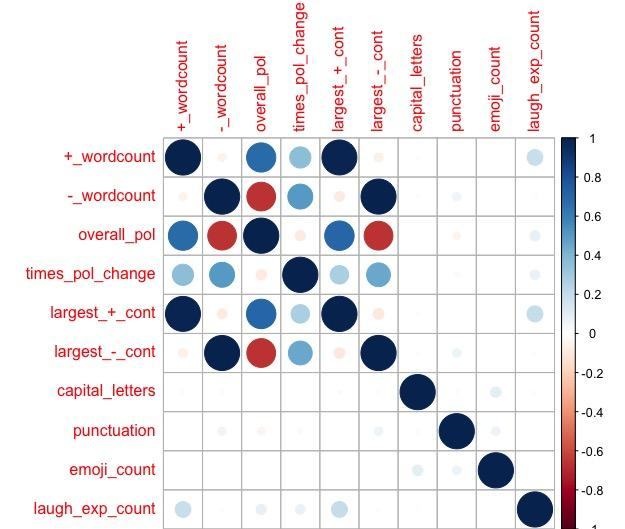 +_wordcount
-_wordcount
overall_pol
times_pol_change
largest_+_cont
largest_-_cont
capital_letters
punctuation
emoji_count
laugh_exp_count
+_wordcount
-_wordcount
overall_pol
times_pol_change
largest_+_cont
largest_-_cont
capital_letters
punctuation
emoji_count
laugh_exp_count
1
0.8
0.6
0.4
0.2
0
-0.2
-0.4
-0.6
-0.8
-1